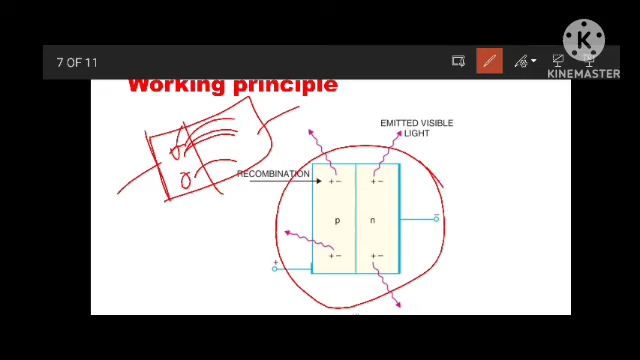 7 OF 11
KINEMASTER
Working principle
EMITTED VISIBLE
LIGHT
RECOMBINATION
+ − + −
p n
−
+ − + −
+